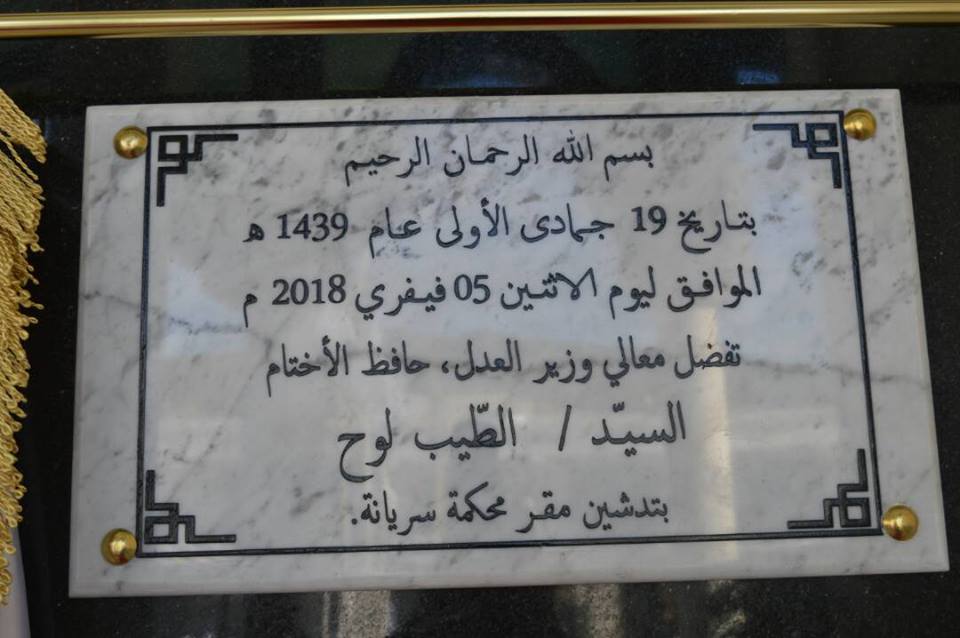 بسم الله الرحمان الرحيم
بتاريخ 19 جمادى الأولى عام 1439 ه
الموافق ليوم الاثنين 05 فيفري 2018 م
تفضل معالي وزير العدل، حافظ الأختام
السيّد / الطّيب لوح
بتدشين مقر محكمة سريانة.